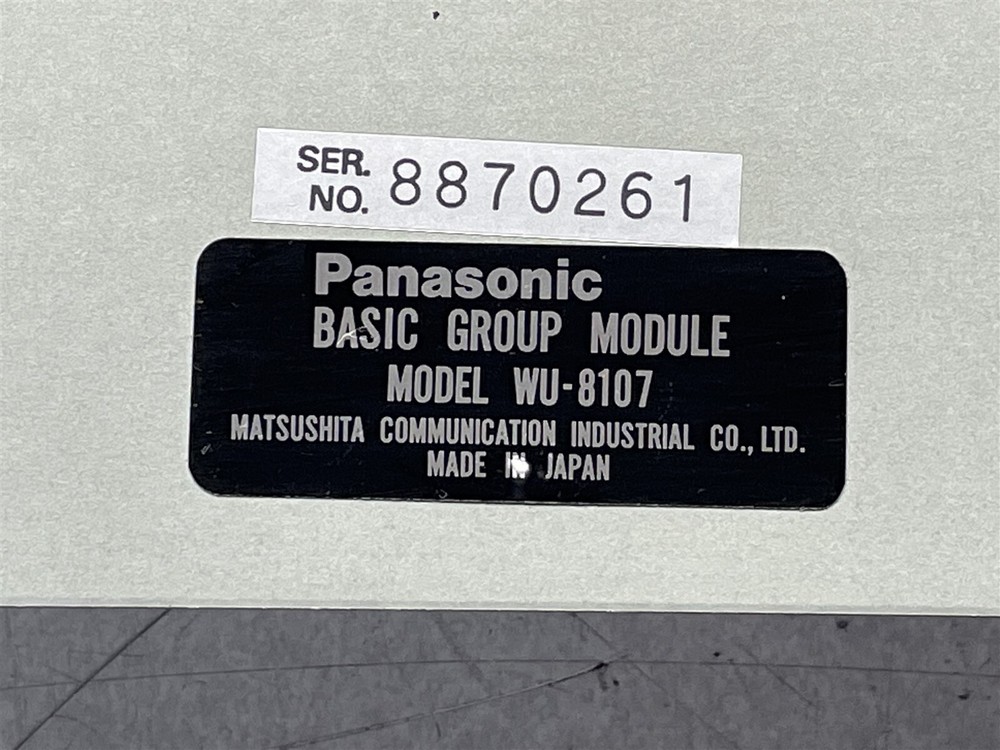 SER. NO. 8870261
Panasonic
BASIC GROUP MODULE
MODEL WU-8107
MATSUSHITA COMMUNICATION INDUSTRIAL CO., LTD.
MADE IN JAPAN